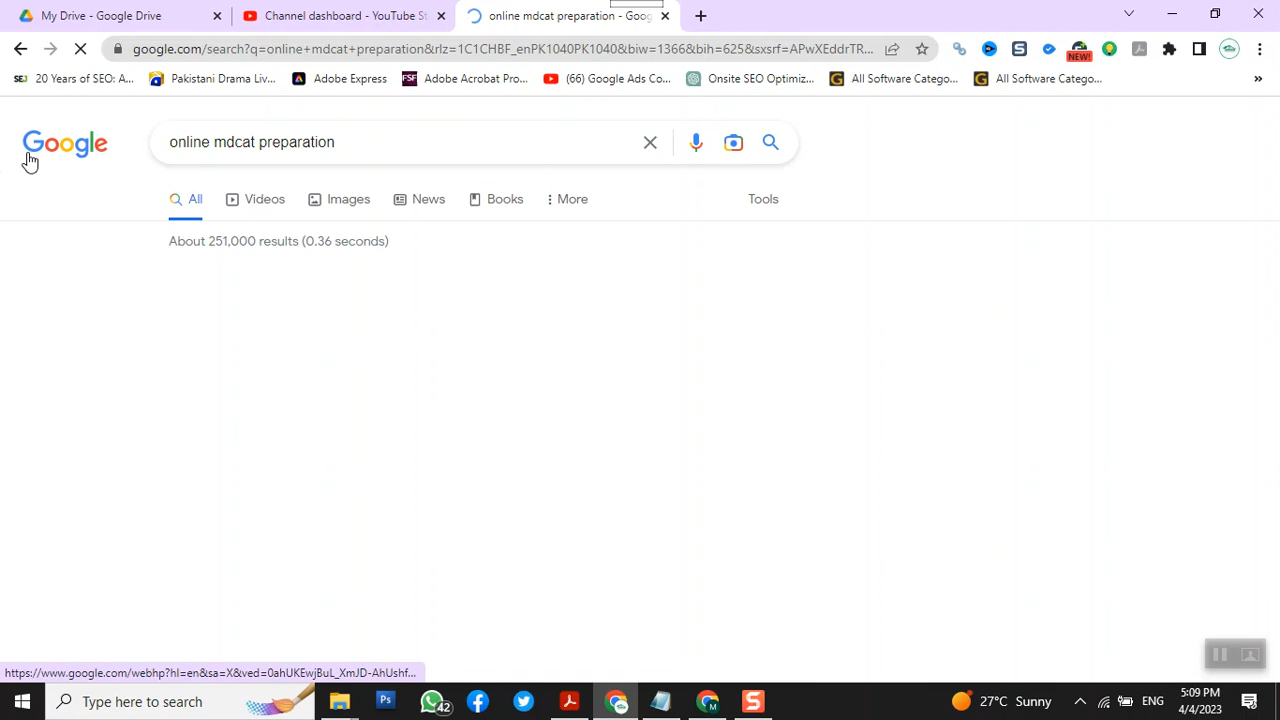 My Drive - Google Drive
Channel dashboard - YouTube St
online mdcat preparation - Goog
google.com/search?q=online+mdcat+preparation&rlz=1C1CHBF_enPK1040PK1040&biw=1366&bih=625&sxsrf=APwXEddrTR...
NEW!
SEJ 20 Years of SEO: A...
Pakistani Drama Liv...
Adobe Express
FSF Adobe Acrobat Pro...
(66) Google Ads Co...
Onsite SEO Optimiz...
G All Software Catego...
G All Software Catego...
»
Google
online mdcat preparation
All
Videos
Images
News
Books
More
Tools
About 251,000 results (0.36 seconds)
https://www.google.com/webhp?hl=en&sa=X&ved=0ahUKEwjBuL_XmJD-AhUshf...
Type here to search
Ps
42
M
S
27°C Sunny
ENG
5:09 PM
4/4/2023